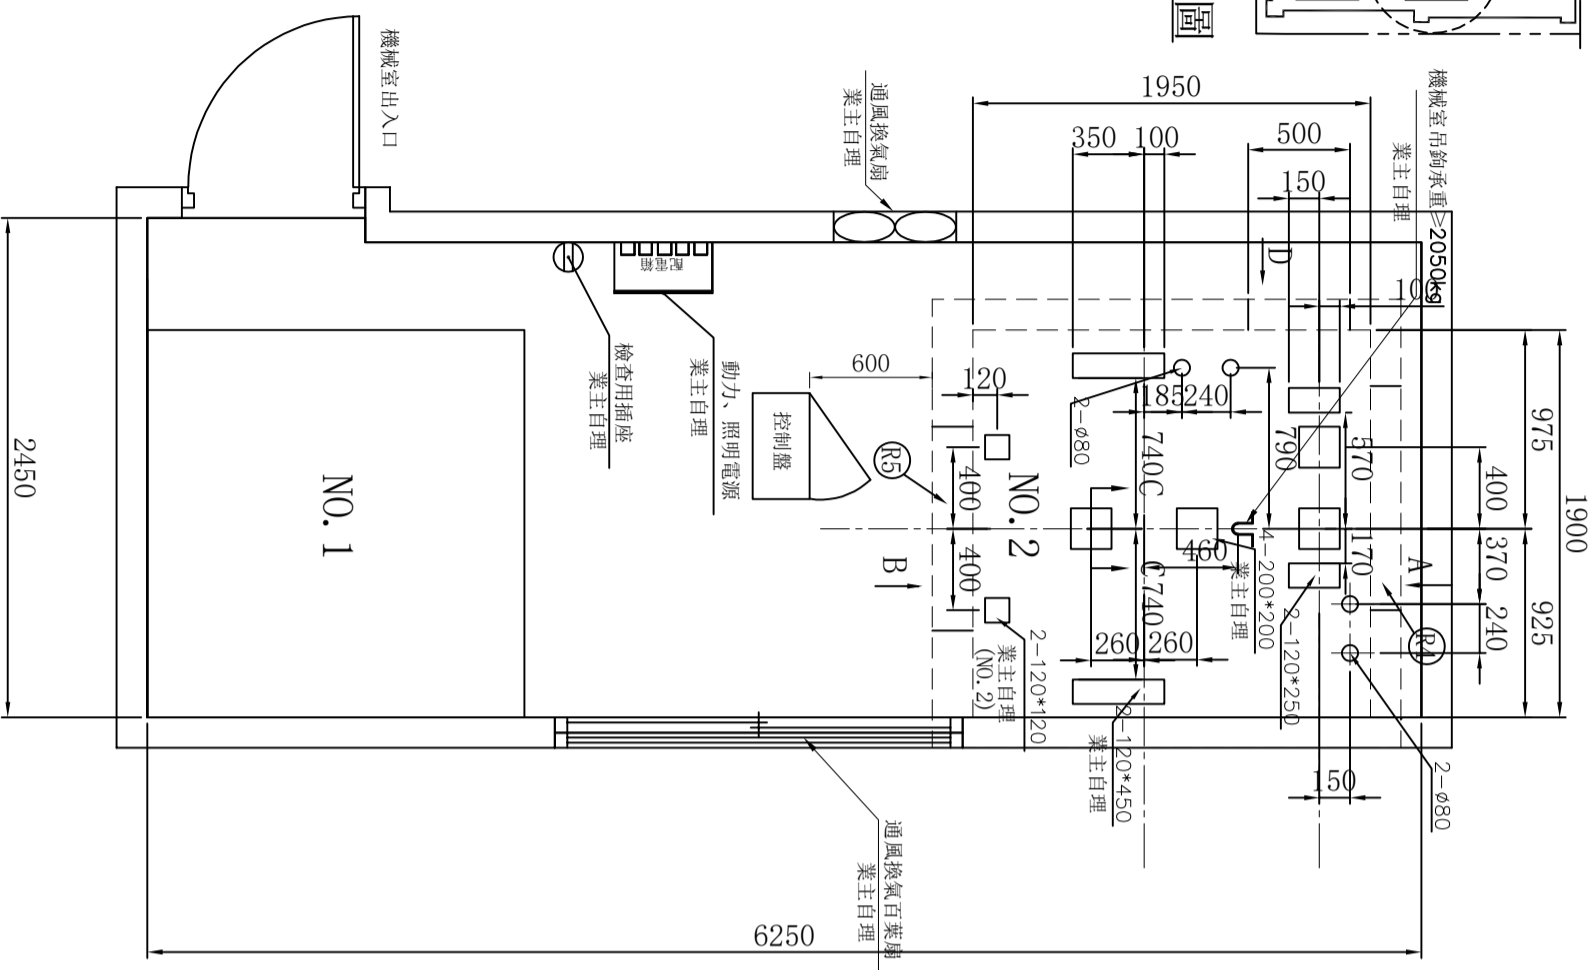 圖
機械室出入口
通風換氣扇
業主自理
1950
350
100
500
150
機械室吊鉤承重≥2050kg
業主自理
D
100
配電箱
檢查用插座
業主自理
動力、照明電源
業主自理
600
120
控制盤
R5
2-ø80
185
240
740
C
790
570
975
400
1900
400
NO. 2
400
B
460
4-200*200
業主自理
C
740
170
A
370
925
240
R4
260
260
2-120*250
2-120*120
業主自理
(NO. 2)
2-120*450
業主自理
150
2-ø80
NO. 1
2450
通風換氣百葉扇
業主自理
6250